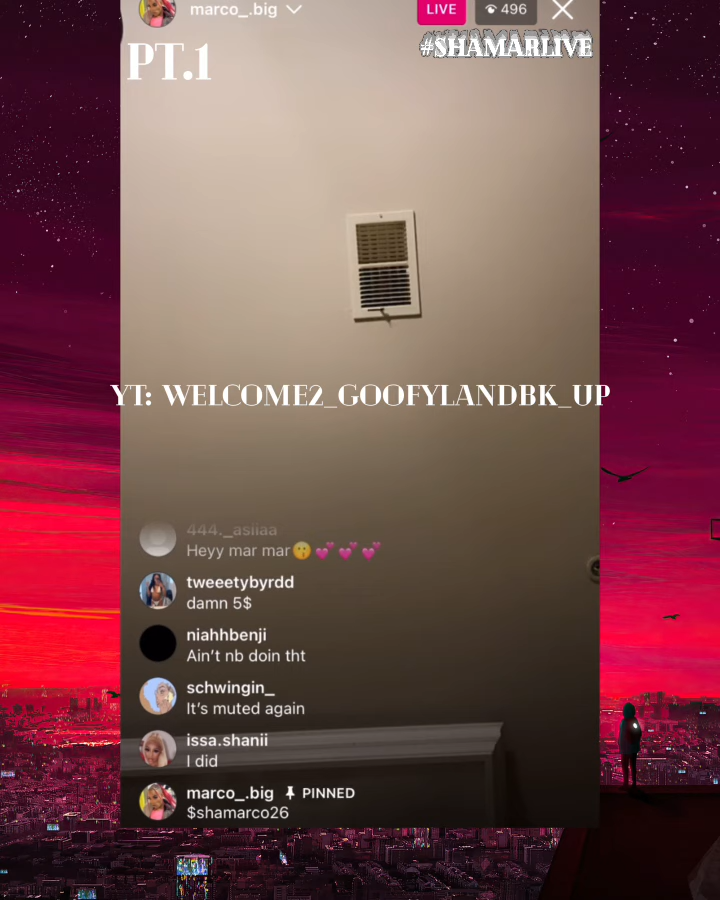 marco_.big
LIVE
496
#SHAMARLIVE
PT.1
YT: WELCOME2_GOOFYLANDBK_UP
444._asiiaa
Heyy mar mar😗💕💕💕
tweeetybyrdd
damn 5$
niahhbenji
Ain’t nb doin tht
schwingin_
It’s muted again
issa.shanii
I did
marco_.big PINNED
$shamarco26